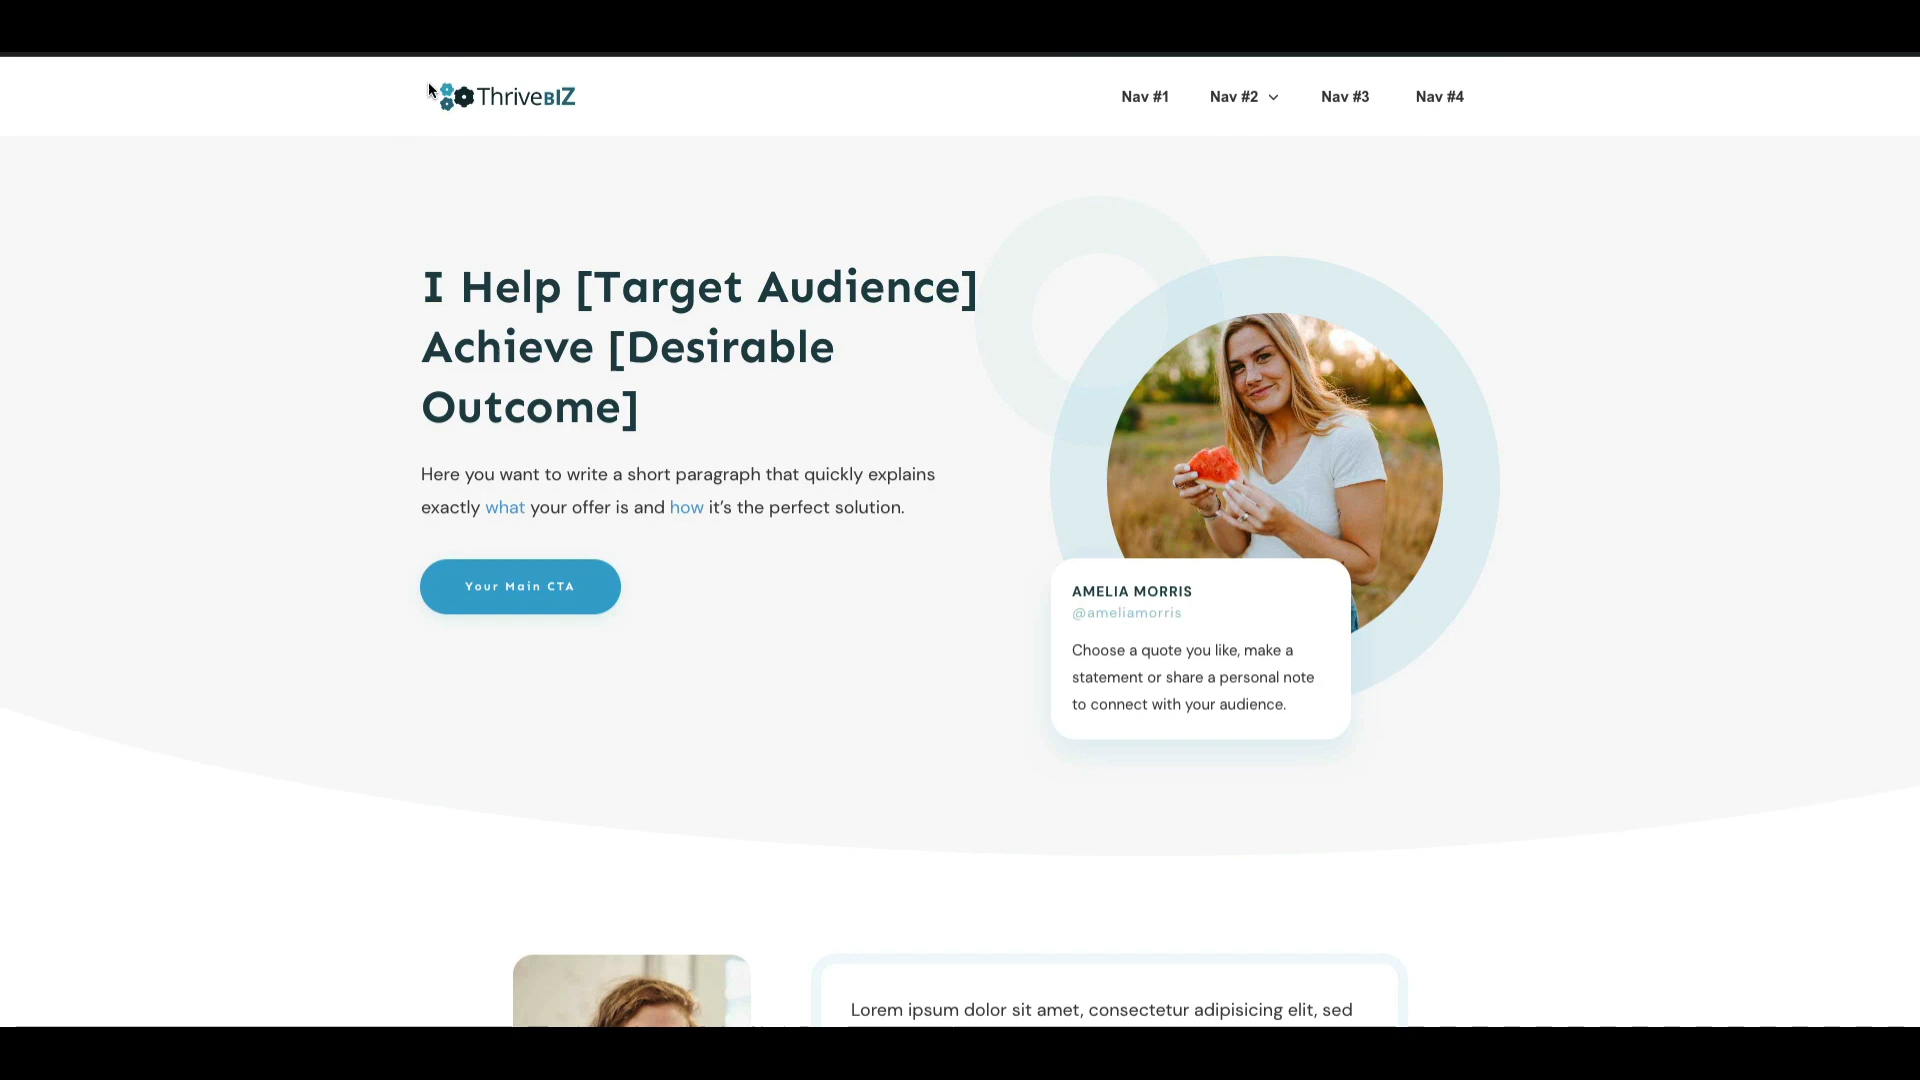 ThriveBIZ
Nav #1
Nav #2
Nav #3
Nav #4
I Help [Target Audience]
Achieve [Desirable
Outcome]
Here you want to write a short paragraph that quickly explains
exactly what your offer is and how it’s the perfect solution.
Your Main CTA
AMELIA MORRIS
@ameliamorris
Choose a quote you like, make a
statement or share a personal note
to connect with your audience.
Lorem ipsum dolor sit amet, consectetur adipisicing elit, sed